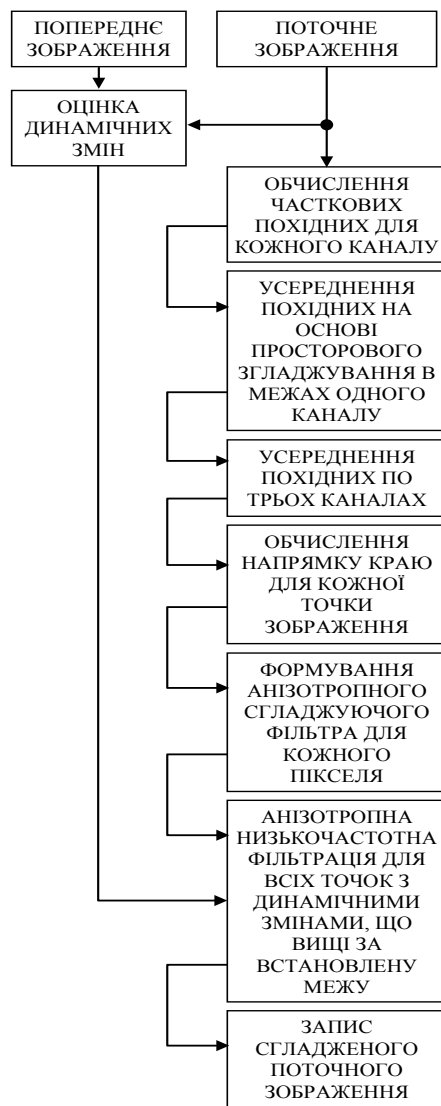 ПОПЕРЕДНЄ
ЗОБРАЖЕННЯ
ПОТОЧНЕ
ЗОБРАЖЕННЯ
ОЦІНКА
ДИНАМІЧНИХ
ЗМІН
ОБЧИСЛЕННЯ
ЧАСТКОВИХ
ПОХІДНИХ ДЛЯ
КОЖНОГО КАНАЛУ
УСЕРЕДНЕННЯ
ПОХІДНИХ НА
ОСНОВІ
ПРОСТОРОВОГО
ЗГЛАДЖУВАННЯ В
МЕЖАХ ОДНОГО
КАНАЛУ
УСЕРЕДНЕННЯ
ПОХІДНИХ ПО
ТРЬОХ КАНАЛАХ
ОБЧИСЛЕННЯ
НАПРЯМКУ КРАЮ
ДЛЯ КОЖНОЇ
ТОЧКИ
ЗОБРАЖЕННЯ
ФОРМУВАННЯ
АНІЗОТРОПНОГО
СГЛАДЖУЮЧОГО
ФІЛЬТРА ДЛЯ
КОЖНОГО
ПІКСЕЛЯ
АНІЗОТРОПНА
НИЗЬКОЧАСТОТНА
ФІЛЬТРАЦІЯ ДЛЯ
ВСІХ ТОЧОК З
ДИНАМІЧНИМИ
ЗМІНАМИ, ЩО
ВИЩІ ЗА
ВСТАНОВЛЕНУ
МЕЖУ
ЗАПИС
СГЛАДЖЕНОГО
ПОТОЧНОГО
ЗОБРАЖЕННЯ